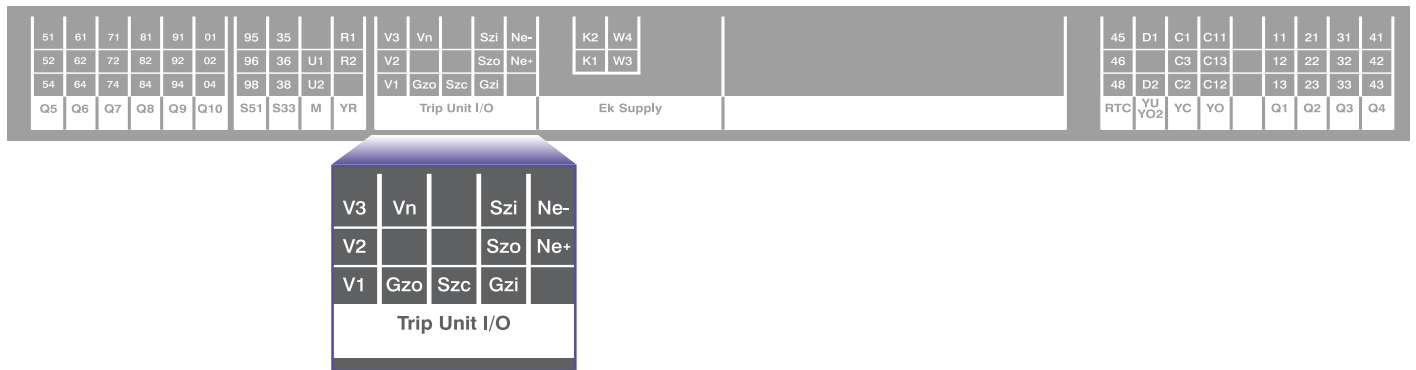 51 61 71 81 91 01 95 35 R1 V3 Vn Szi Ne- K2 W4 45 D1 C1 C11 11 21 31 41
52 62 72 82 92 02 96 36 U1 R2 V2 Szo Ne+ K1 W3 46 C3 C13 12 22 32 42
54 64 74 84 94 04 98 38 U2 V1 Gzo Szc Gzi 48 D2 C2 C12 13 23 33 43
Q5 Q6 Q7 Q8 Q9 Q10 S51 S33 M YR Trip Unit I/O Ek Supply RTC YU YC YO Q1 Q2 Q3 Q4
YO2
V3 Vn Szi Ne-
V2 Szo Ne+
V1 Gzo Szc Gzi
Trip Unit I/O